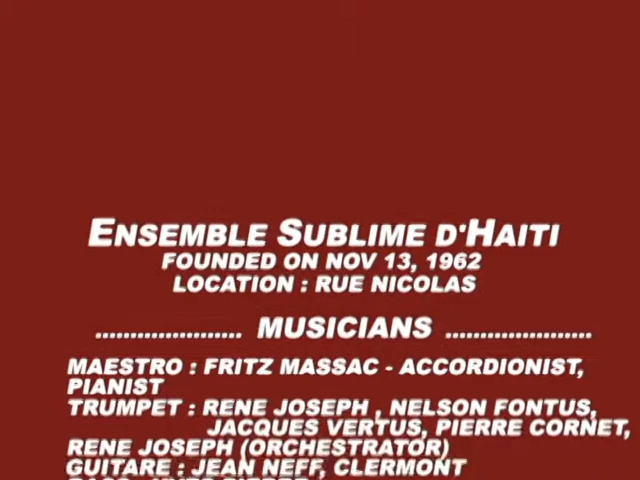 ENSEMBLE SUBLIME D'HAITI
FOUNDED ON NOV 13, 1962
LOCATION : RUE NICOLAS
...................... MUSICIANS ......................
MAESTRO : FRITZ MASSAC - ACCORDIONIST,
PIANIST
TRUMPET : RENE JOSEPH , NELSON FONTUS,
JACQUES VERTUS, PIERRE CORNET,
RENE JOSEPH (ORCHESTRATOR)
GUITARE : JEAN NEFF, CLERMONT